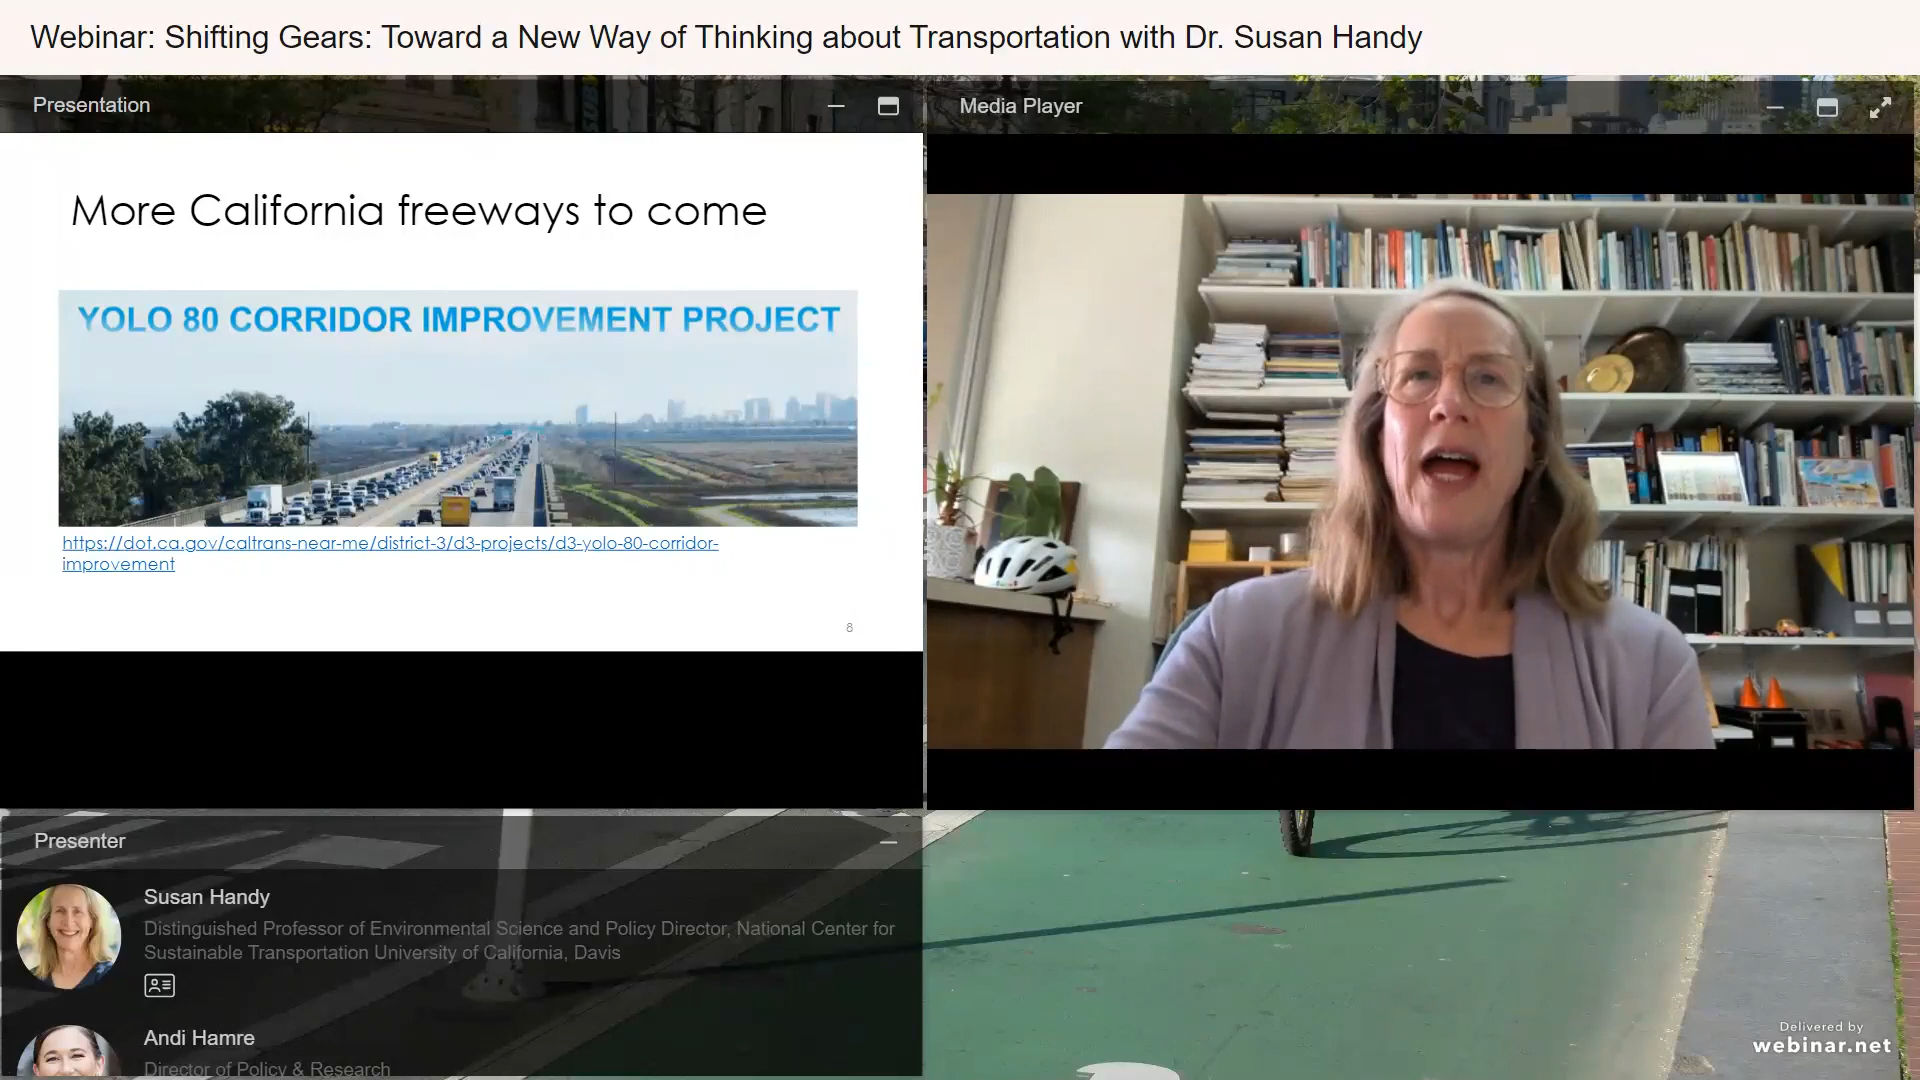 Webinar: Shifting Gears: Toward a New Way of Thinking about Transportation with Dr. Susan Handy
Presentation
Media Player
More California freeways to come
YOLO 80 CORRIDOR IMPROVEMENT PROJECT
https://dot.ca.gov/caltrans-near-me/district-3/d3-projects/d3-yolo-80-corridor-
improvement
8
Presenter
Susan Handy
Distinguished Professor of Environmental Science and Policy Director, National Center for
Sustainable Transportation University of California, Davis
Andi Hamre
Director of Policy & Research
Delivered by
webinar.net